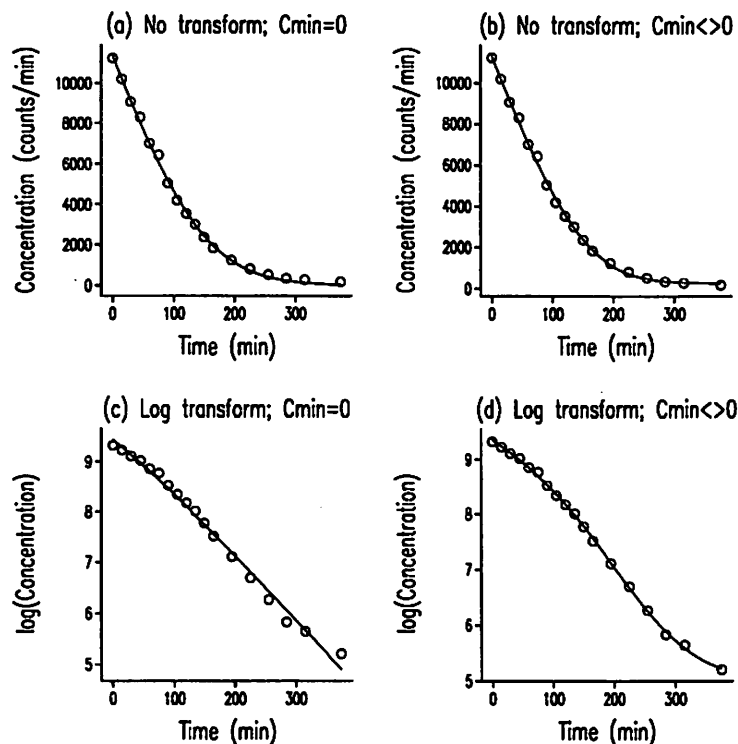 (a) No transform; Cmin=0
Concentration (counts/min)
10000
8000
6000
4000
2000
0
0 100 200 300
Time (min)
(b) No transform; Cmin<>0
Concentration (counts/min)
10000
8000
6000
4000
2000
0
0 100 200 300
Time (min)
(c) Log transform; Cmin=0
log(Concentration)
9
8
7
6
5
0 100 200 300
Time (min)
(d) Log transform; Cmin<>0
log(Concentration)
9
8
7
6
5
0 100 200 300
Time (min)